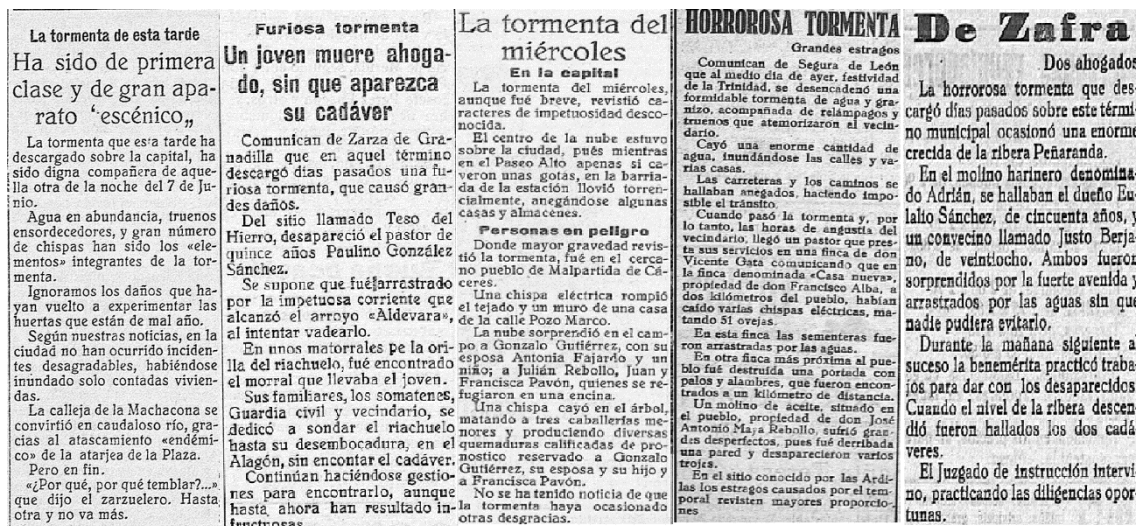 La tormenta de esta tarde
Ha sido de primera
clase y de gran apa-
rato 'escénico„
La tormenta que esta tarde ha
descargado sobre la capital, ha
sido digna compañera de aque-
lla otra de la noche del 7 de Ju-
nio.
Agua en abundancia, truenos
ensordecedores, y gran número
de chispas han sido los «ele-
mentos» integrantes de la tor-
menta.
Ignoramos los daños que ha-
yan vuelto a experimentar las
huertas que están de mal año.
Según nuestras noticias, en la
ciudad no han ocurrido inciden-
tes desagradables, habiéndose
inundado solo contadas vivien-
das.
La calleja de la Machacona se
convirtió en caudaloso río, gra-
cias al atascamiento «endémi-
co» de la atarjea de la Plaza.
Pero en fin.
«¿Por qué, por qué temblar?...»
que dijo el zarzuelero. Hasta
otra y no va más.
Furiosa tormenta
Un joven muere ahoga-
do, sin que aparezca
su cadáver
Comunican de Zarza de Gra-
nadilla que en aquel término
descargó días pasados una fu-
riosa tormenta, que causó gran-
des daños.
Del sitio llamado Teso del
Hierro, desapareció el pastor de
quince años Paulino González
Sánchez.
Se supone que fué arrastrado
por la impetuosa corriente que
alcanzó el arroyo «Aldevara»,
al intentar vadearlo.
En unos matorrales pe la ori-
lla del riachuelo, fué encontrado
el morral que llevaba el joven.
Sus familiares, los somatenes,
Guardia civil y vecindario, se
dedicó a sondar el riachuelo
hasta su desembocadura, en el
Alagón, sin encontar el cadáver.
Continúan haciéndose gestio-
nes para encontrarlo, aunque
hasta ahora han resultado in-
fructuosas.
La tormenta del
miércoles
En la capital
La tormenta del miércoles,
aunque fué breve, revistió ca-
racteres de impetuosidad desco-
nocida.
El centro de la nube estuvo
sobre la ciudad, pués mientras
en el Paseo Alto apenas si ca-
yeron unas gotas, en la barria-
da de la estación llovió torren-
cialmente, anegándose algunas
casas y almacenes.
Personas en peligro
Donde mayor gravedad revis-
tió la tormenta, fué en el cerca-
no pueblo de Malpartida de Cá-
ceres.
Una chispa eléctrica rompió
el tejado y un muro de una casa
de la calle Pozo Marco.
La nube sorprendió en el cam-
po a Gonzalo Gutiérrez, con su
esposa Antonia Fajardo y un
niño; a Julián Rebollo, Juan y
Francisca Pavón, quienes se re-
fugiaron en una encina.
Una chispa cayó en el árbol,
matando a tres caballerías me-
nores y produciendo diversas
quemaduras calificadas de pro-
nostico reservado a Gonzalo
Gutiérrez, su esposa y su hijo y
a Francisca Pavón.
No se ha tenido noticia de que
la tormenta haya ocasionado
otras desgracias.
HORROROSA TORMENTA
Grandes estragos
Comunican de Segura de León
que al medio día de ayer, festividad
de la Trinidad, se desencadenó una
formidable tormenta de agua y gra-
nizo, acompañada de relámpagos y
truenos que atemorizaron el vecin-
dario.
Cayó una enorme cantidad de
agua, inundándose las calles y va-
rias casas.
Las carreteras y los caminos se
hallaban anegados, haciendo impo-
sible el tránsito.
Cuando pasó la tormenta y, por
lo tanto, las horas de angustia del
vecindario, llegó un pastor que pres-
ta sus servicios en una finca de don
Vicente Gata comunicando que en
la finca denominada «Casa nueva»,
propiedad de don Francisco Alba, a
dos kilómetros del pueblo, habían
caído varias chispas eléctricas, ma-
tando 51 ovejas.
En esta finca las sementeras fue-
ron arrastradas por las aguas.
En otra finca más próxima al pue-
blo fué destruida una portada con
palos y alambres, que fueron encon-
trados a un kilómetro de distancia.
Un molino de aceite, situado en
el pueblo, propiedad de don José
Antonio Maya Rebollo, sufrió gran-
des desperfectos, pues fué derribada
una pared y desaparecieron varios
trojes.
En el sitio conocido por las Ardi-
las los estragos causados por el tem-
poral revisten mayores proporcio-
nes
De Zafra
Dos ahogados
La horrorosa tormenta que des-
cargó días pasados sobre este térmi-
no municipal ocasionó una enorme
crecida de la ribera Peñaranda.
En el molino harinero denomina-
do Adrián, se hallaban el dueño Eu-
lalio Sánchez, de cincuenta años, y
un convecino llamado Justo Berja-
no, de veintiocho. Ambos fueron
sorprendidos por la fuerte avenida y
arrastrados por las aguas sin que
nadie pudiera evitarlo.
Durante la mañana siguiente al
suceso la benemérita practicó traba-
jos para dar con los desaparecidos.
Cuando el nivel de la ribera descen-
dió fueron hallados los dos cadá-
veres.
El Juzgado de instrucción intervi-
no, practicando las diligencias opor-
tunas.